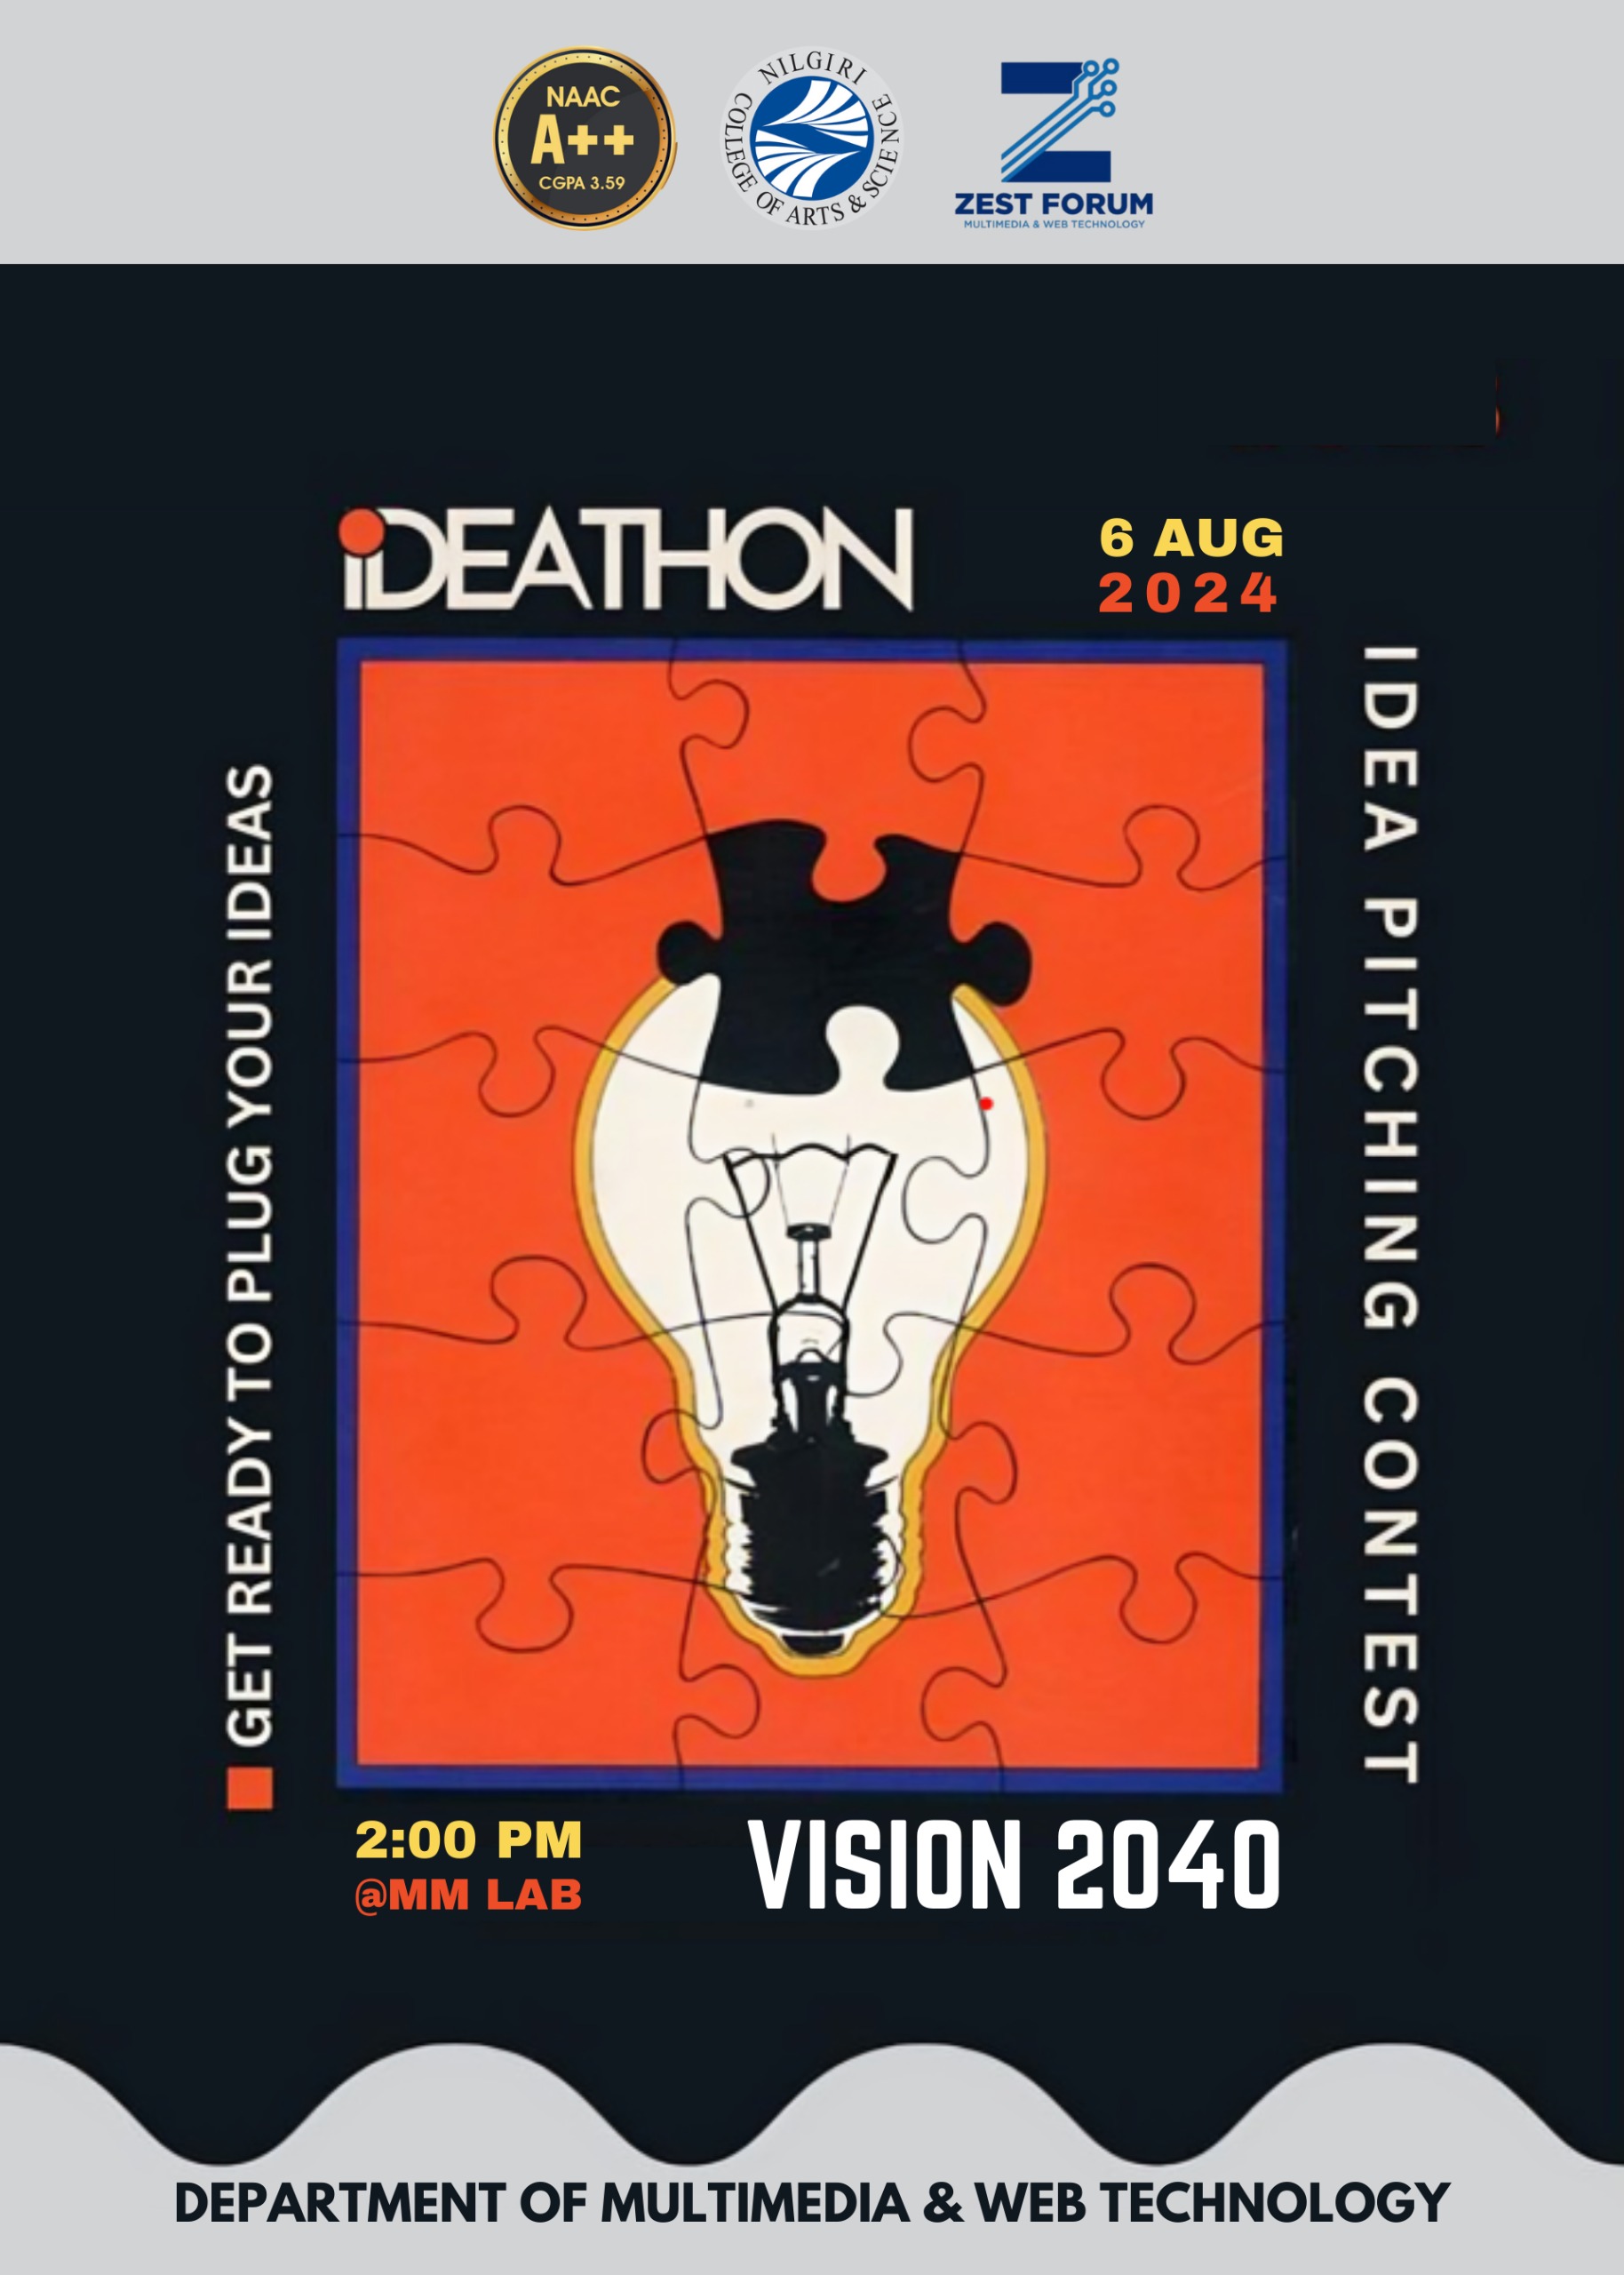 NAAC
A++
CGPA 3.59
NILGIRI
COLLEGE OF ARTS & SCIENCE
ZEST FORUM
MULTIMEDIA & WEB TECHNOLOGY
iDEATHON
6 AUG
2024
GET READY TO PLUG YOUR IDEAS
IDEA PITCHING CONTEST
2:00 PM
@MM LAB
VISION 2040
DEPARTMENT OF MULTIMEDIA & WEB TECHNOLOGY